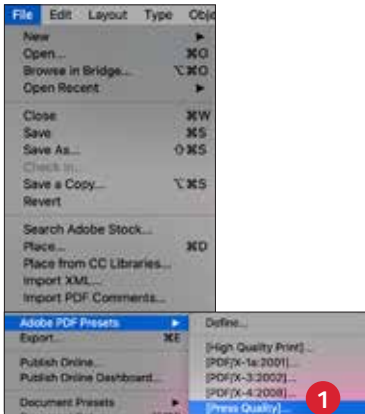 File Edit Layout Type Obje
New
Open... ⌘O
Browse in Bridge... ⌥⌘O
Open Recent
Close ⌘W
Save ⌘S
Save As... ⇧⌘S
Check In...
Save a Copy... ⌥⌘S
Revert
Search Adobe Stock...
Place... ⌘D
Place from CC Libraries...
Import XML...
Import PDF Comments...
Adobe PDF Presets Define...
Export... ⌘E
[High Quality Print]...
Publish Online... [PDF/X-1a:2001]...
Publish Online Dashboard... [PDF/X-3:2002]...
[PDF/X-4:2008]...
Document Presets [Press Quality]... 1